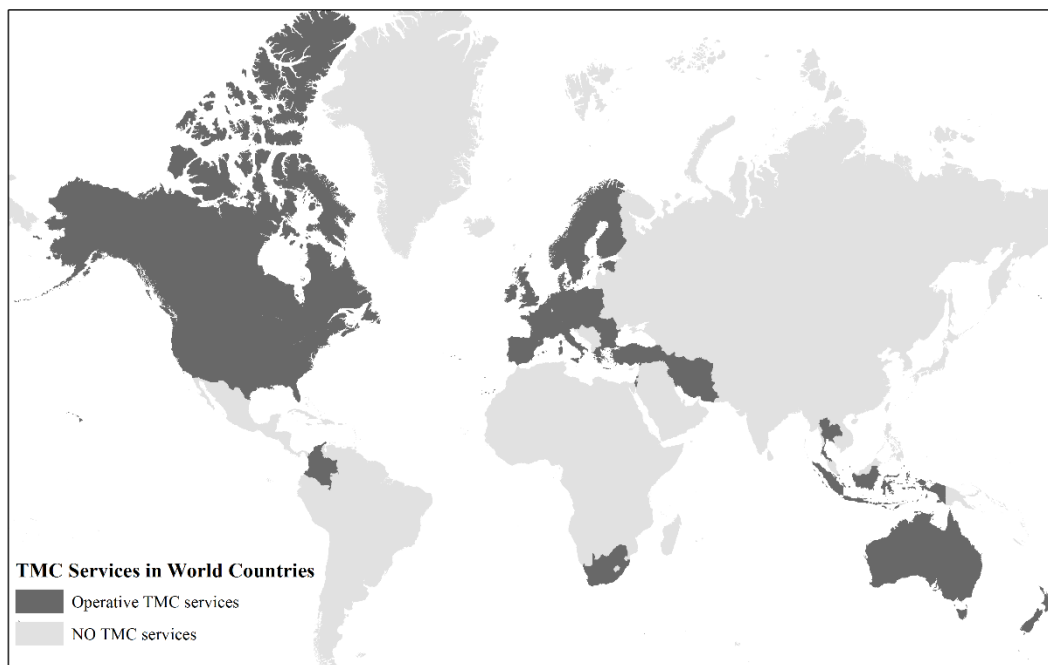 TMC Services in World Countries
Operative TMC services
NO TMC services